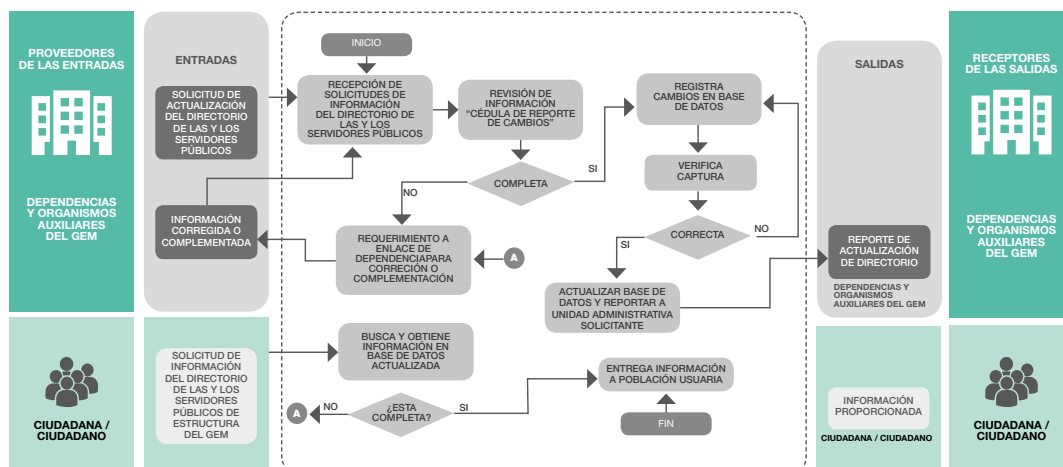 PROVEEDORES
DE LAS ENTRADAS
DEPENDENCIAS
Y ORGANISMOS
AUXILIARES
DEL GEM
ENTRADAS
SOLICITUD DE
ACTUALIZACIÓN
DEL DIRECTORIO
DE LAS Y LOS
SERVIDORES
PÚBLICOS
INFORMACIÓN
CORREGIDA O
COMPLEMENTADA
INICIO
RECEPCIÓN DE
SOLICITUDES DE
INFORMACIÓN
DEL DIRECTORIO
DE LAS Y LOS
SERVIDORES PÚBLICOS
REVISIÓN DE
INFORMACIÓN
“CÉDULA DE REPORTE
DE CAMBIOS”
COMPLETA
SI
NO
REQUERIMIENTO A
ENLACE DE
DEPENDENCIAPARA
CORRECIÓN O
COMPLEMENTACIÓN
A
REGISTRA
CAMBIOS EN BASE
DE DATOS
VERIFICA
CAPTURA
CORRECTA
SI
NO
ACTUALIZAR BASE DE
DATOS Y REPORTAR A
UNIDAD ADMINISTRATIVA
SOLICITANTE
SALIDAS
REPORTE DE
ACTUALIZACIÓN
DE DIRECTORIO
DEPENDENCIAS Y
ORGANISMOS
AUXILIARES DEL GEM
RECEPTORES
DE LAS SALIDAS
DEPENDENCIAS
Y ORGANISMOS
AUXILIARES
DEL GEM
CIUDADANA /
CIUDADANO
SOLICITUD DE
INFORMACIÓN
DEL DIRECTORIO
DE LAS Y LOS
SERVIDORES
PÚBLICOS DE
ESTRUCTURA
DEL GEM
BUSCA Y OBTIENE
INFORMACIÓN EN
BASE DE DATOS
ACTUALIZADA
A
NO
¿ESTA
COMPLETA?
SI
ENTREGA INFORMACIÓN
A POBLACIÓN USUARIA
FIN
INFORMACIÓN
PROPORCIONADA
CIUDADANA / CIUDADANO
CIUDADANA /
CIUDADANO